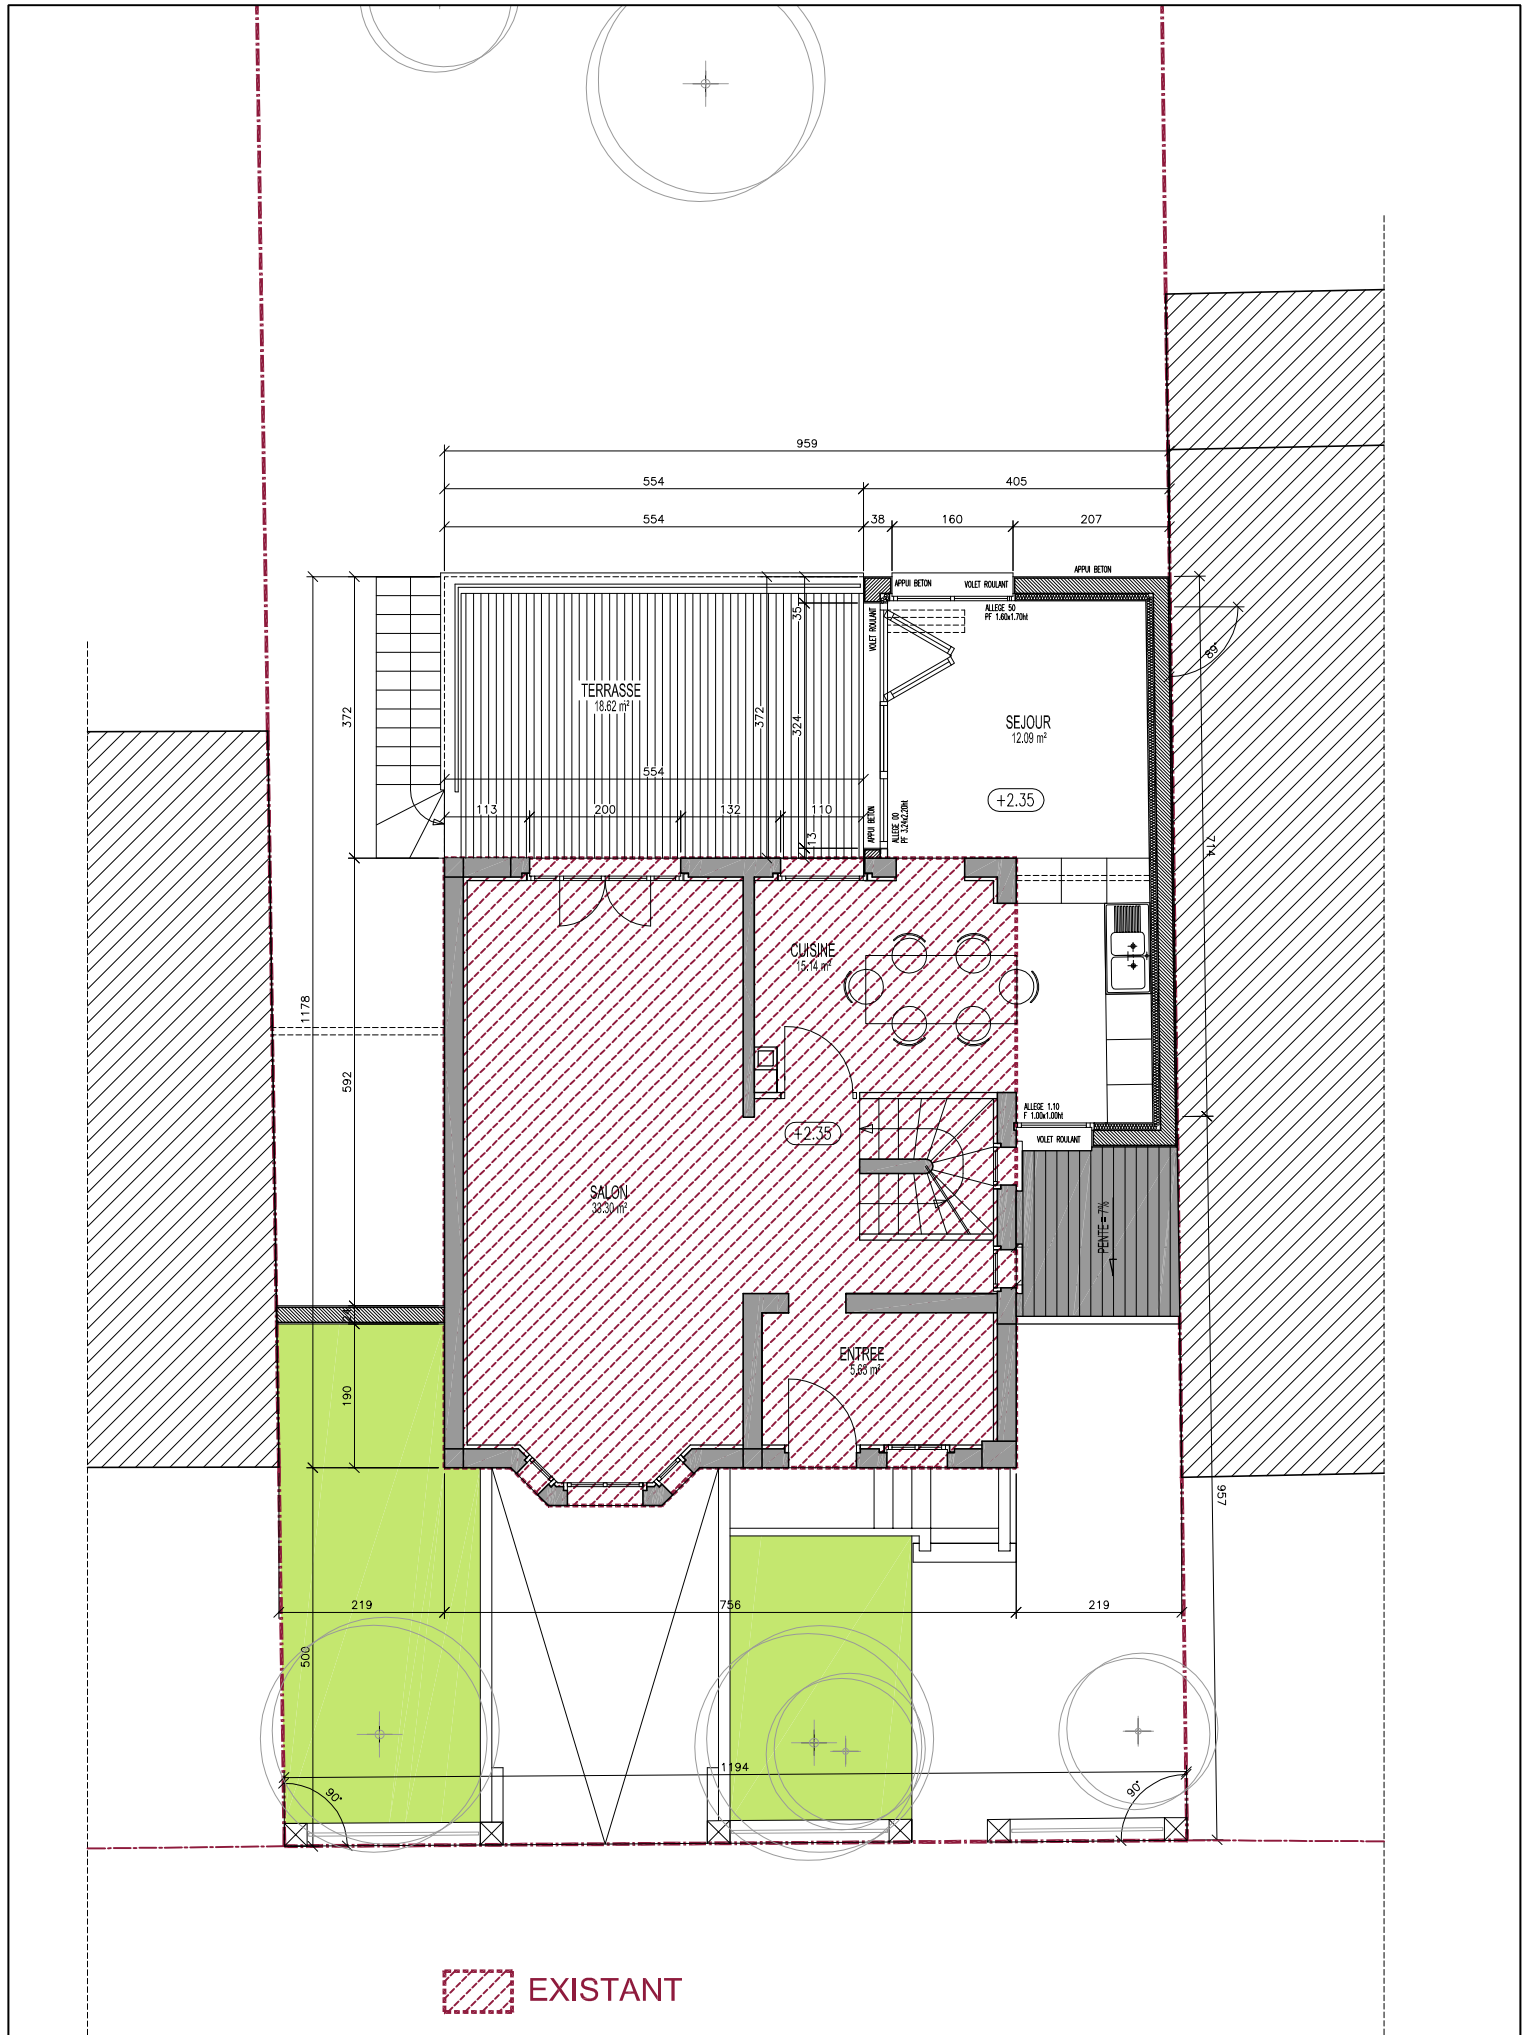 959
554
405
554
38
160
207
APPUI BETON
APPUI BETON
VOLET ROULANT
ALLEGE 50
PF 1.60x1.70ht
VOLET ROULANT
35
89°
TERRASSE
18.62 m²
372
372
324
SEJOUR
12.09 m²
554
+2.35
113
200
132
110
13
APPUI BETON
ALLEGE 00
PF 3.24x2.20ht
714
CUISINE
15.14 m²
1178
592
ALLEGE 1.10
F 1.00x1.00ht
VOLET ROULANT
+2.35
SALON
33.30 m²
PENTE = 7%
24
ENTREE
5.65 m²
190
957
219
756
219
500
1194
90°
90°
EXISTANT